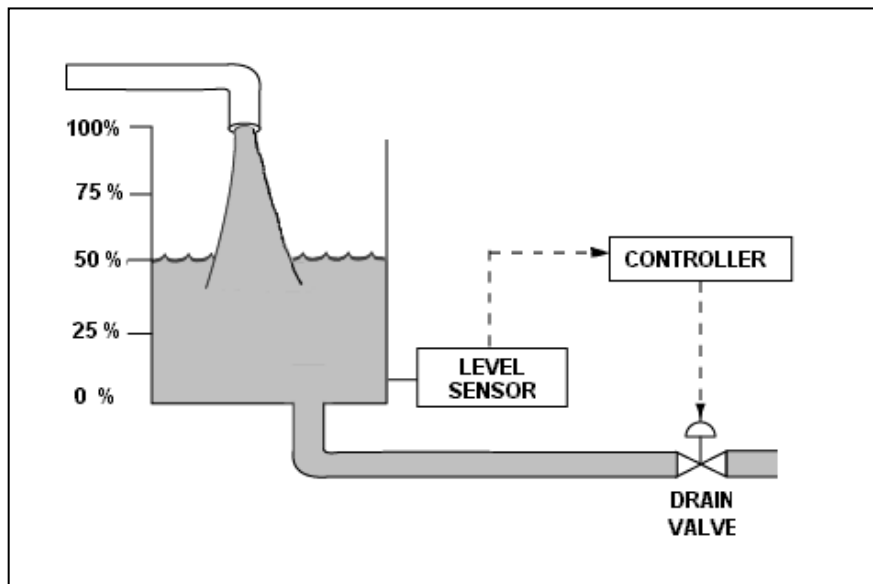 100%
75 %
50 %
25 %
0 %
CONTROLLER
LEVEL
SENSOR
DRAIN
VALVE